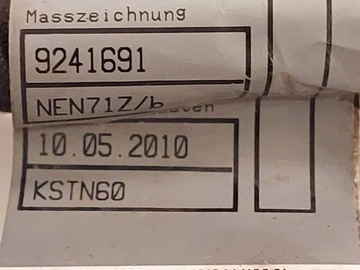 Masszeichnung
9241691
NEN71Z/b
10.05.2010
KSTN60